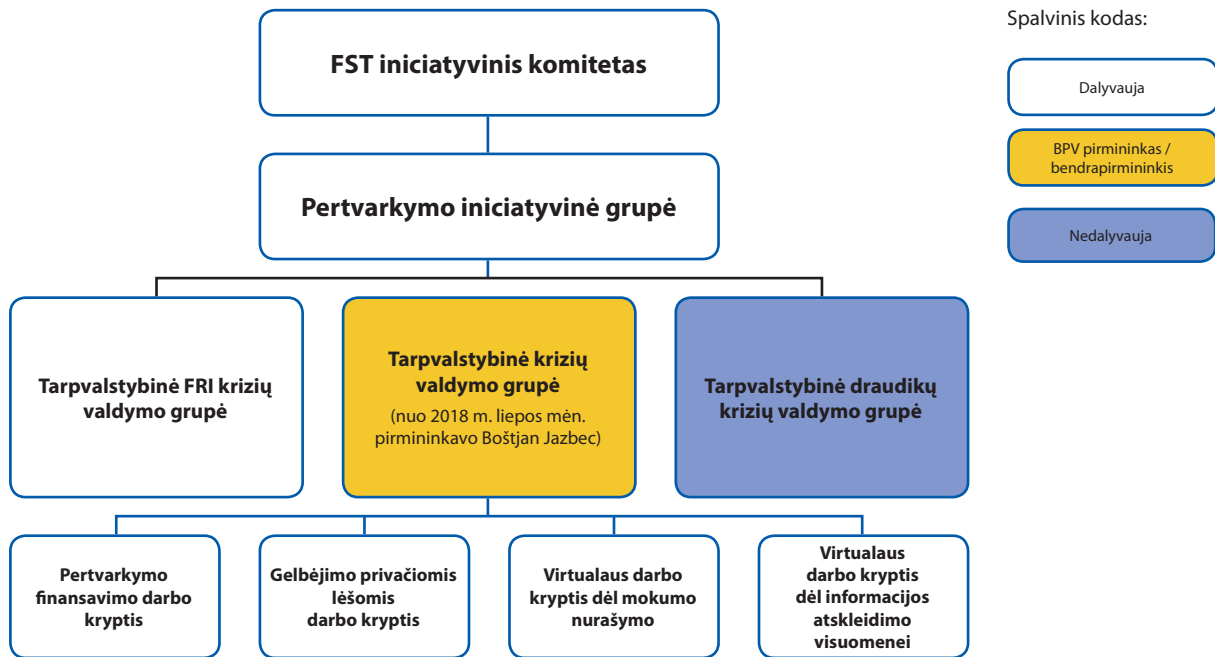 FST iniciatyvinis komitetas
Pertvarkymo iniciatyvinė grupė
Tarpvalstybinė FRI krizių
valdymo grupė
Tarpvalstybinė krizių
valdymo grupė
(nuo 2018 m. liepos mėn.
pirmininkavo Boštjan Jazbec)
Tarpvalstybinė draudikų
krizių valdymo grupė
Pertvarkymo
finansavimo darbo
kryptis
Gelbėjimo privačiomis
lėšomis
darbo kryptis
Virtualaus darbo
kryptis dėl mokumo
nurašymo
Virtualaus
darbo kryptis
dėl informacijos
atskleidimo
visuomenei
Spalvinis kodas:
Dalyvauja
BPV pirmininkas /
bendrapirmininkis
Nedalyvauja